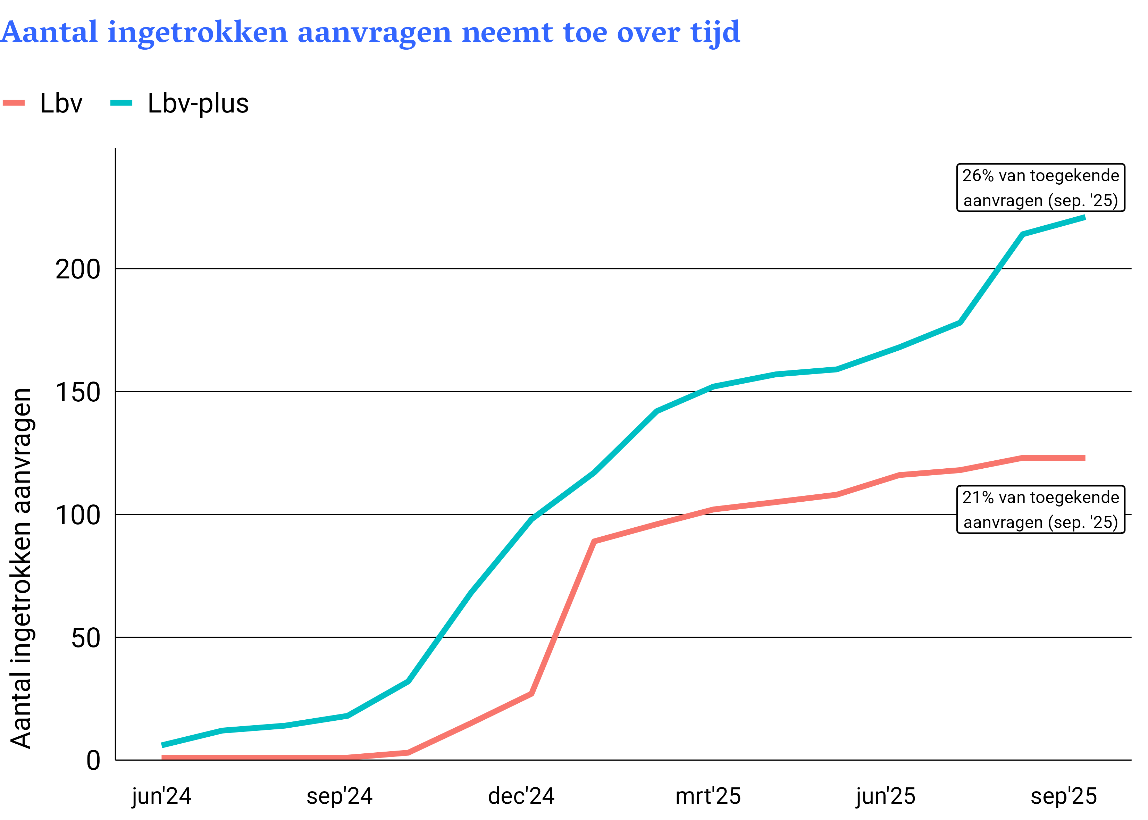 Aantal ingetrokken aanvragen neemt toe over tijd
Lbv Lbv-plus
26% van toegekende
aanvragen (sep. '25)
200
150
Aantal ingetrokken aanvragen
100
21% van toegekende
aanvragen (sep. '25)
50
0
jun'24 sep'24 dec'24 mrt'25 jun'25 sep'25